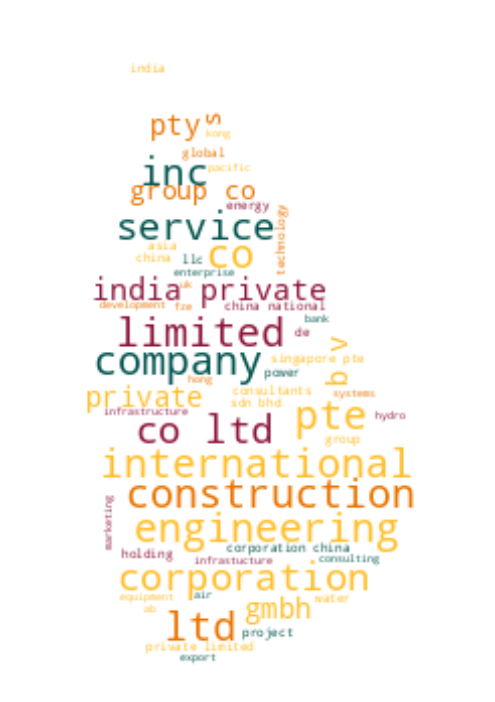 india
pty s
kong
global
inc pacific
group co
energy
service technology
asia co
china llc
enterprise
uk
india private
development fze china national
bank
limited de
company b v
singapore pte
hong power
private consultants systems
sdn bhd
infrastructure pte hydro
co ltd group
international
construction
marketing engineering
holding corporation china
infrastucture consulting
corporation
equipment air water
ab gmbh
ltd project
private limited
export